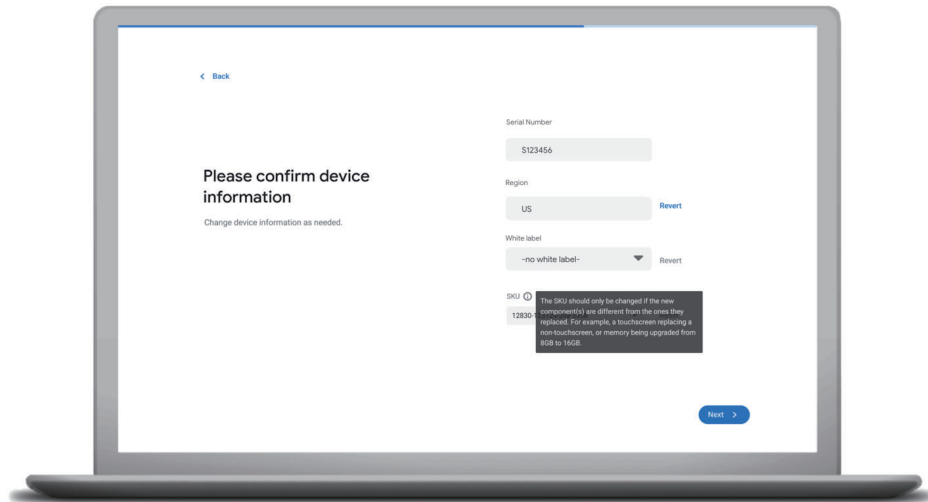 Back
Please confirm device
information
Change device information as needed.
Serial Number
S123456
Region
US
Revert
White label
-no white label-
Revert
SKU
12830-
The SKU should only be changed if the new
component(s) are different from the ones they
replaced. For example, a touchscreen replacing a
non-touchscreen, or memory being upgraded from
8GB to 16GB.
Next